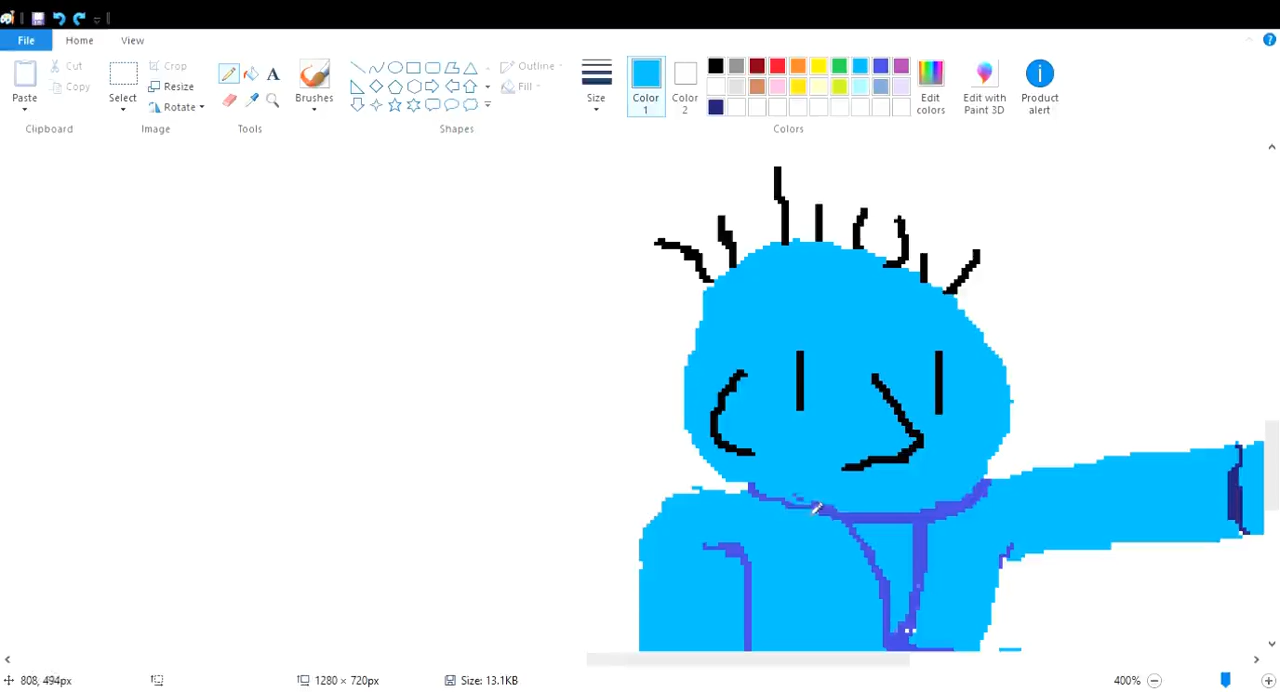 File Home View
Paste
Cut
Copy
Clipboard
Select
Crop
Resize
Rotate
Image
A
Tools
Brushes
Outline
Fill
Shapes
Size
Color
1
Color
2
Colors
Edit
colors
Edit with
Paint 3D
Product
alert
808, 494px
1280 × 720px
Size: 13.1KB
400%